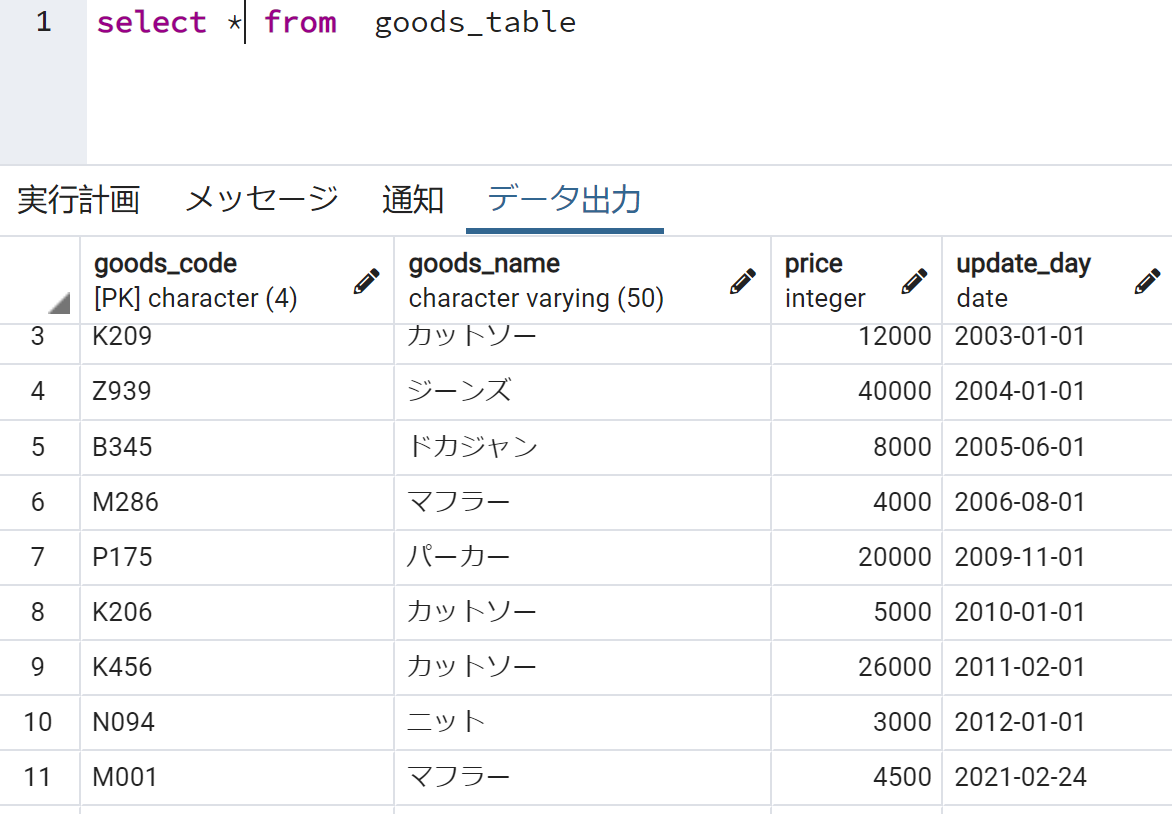 1 select * from goods_table
実行計画 メッセージ 通知 データ出力
goods_code goods_name price update_day
[PK] character (4) character varying (50) integer date
3 K209 カットソー 12000 2003-01-01
4 Z939 ジーンズ 40000 2004-01-01
5 B345 ドカジャン 8000 2005-06-01
6 M286 マフラー 4000 2006-08-01
7 P175 パーカー 20000 2009-11-01
8 K206 カットソー 5000 2010-01-01
9 K456 カットソー 26000 2011-02-01
10 N094 ニット 3000 2012-01-01
11 M001 マフラー 4500 2021-02-24